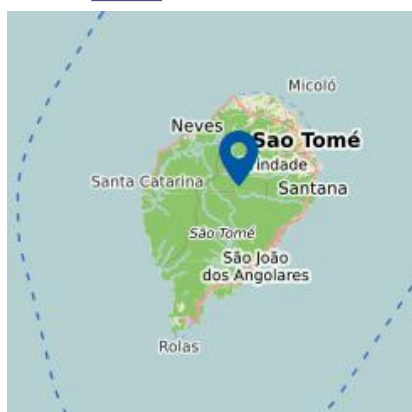 Micoló
Neves
Sao Tomé
indade
Santa Catarina
Santana
São Tomé
São João
dos Angolares
Rolas